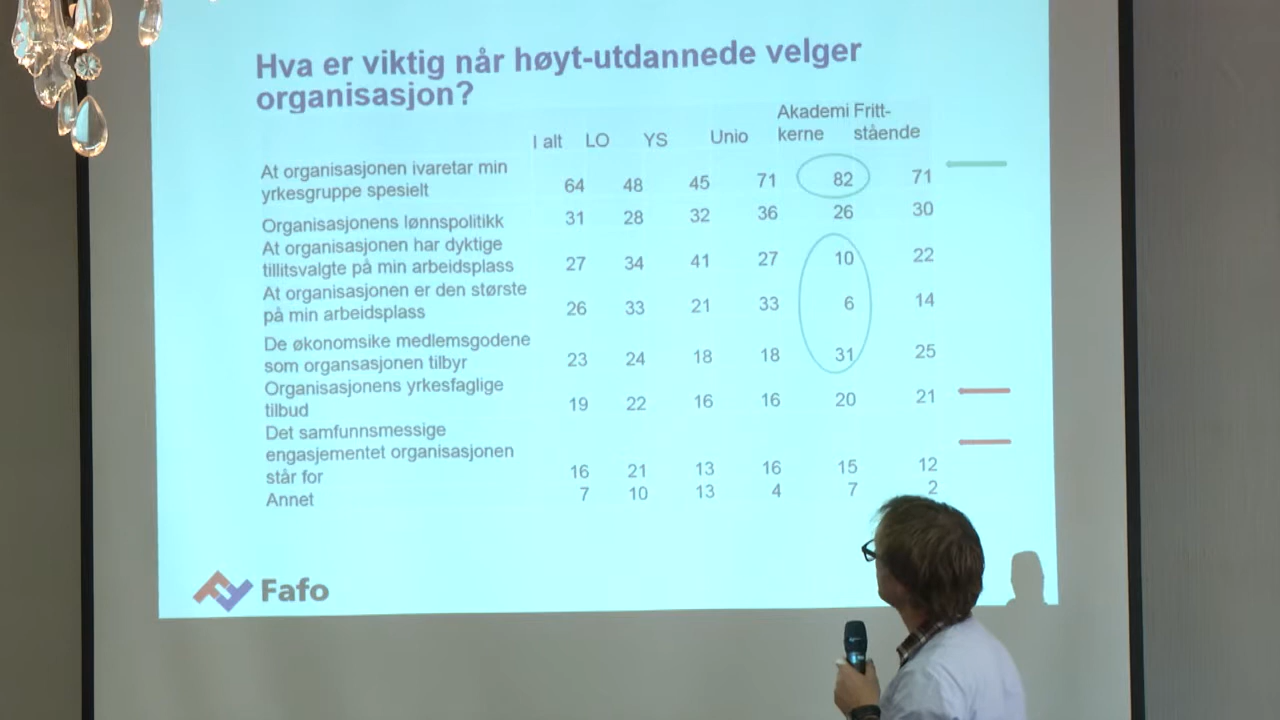 Hva er viktig når høyt-utdannede velger
organisasjon?
I alt LO YS Unio Akademi kerne Fritt- stående
At organisasjonen ivaretar min
yrkesgruppe spesielt 64 48 45 71 82 71
Organisasjonens lønnspolitikk 31 28 32 36 26 30
At organisasjonen har dyktige
tillitsvalgte på min arbeidsplass 27 34 41 27 10 22
At organisasjonen er den største
på min arbeidsplass 26 33 21 33 6 14
De økonomsike medlemsgodene
som organsasjonen tilbyr 23 24 18 18 31 25
Organisasjonens yrkesfaglige
tilbud 19 22 16 16 20 21
Det samfunnsmessige
engasjementet organisasjonen
står for 16 21 13 16 15 12
Annet 7 10 13 4 7 2
Fafo